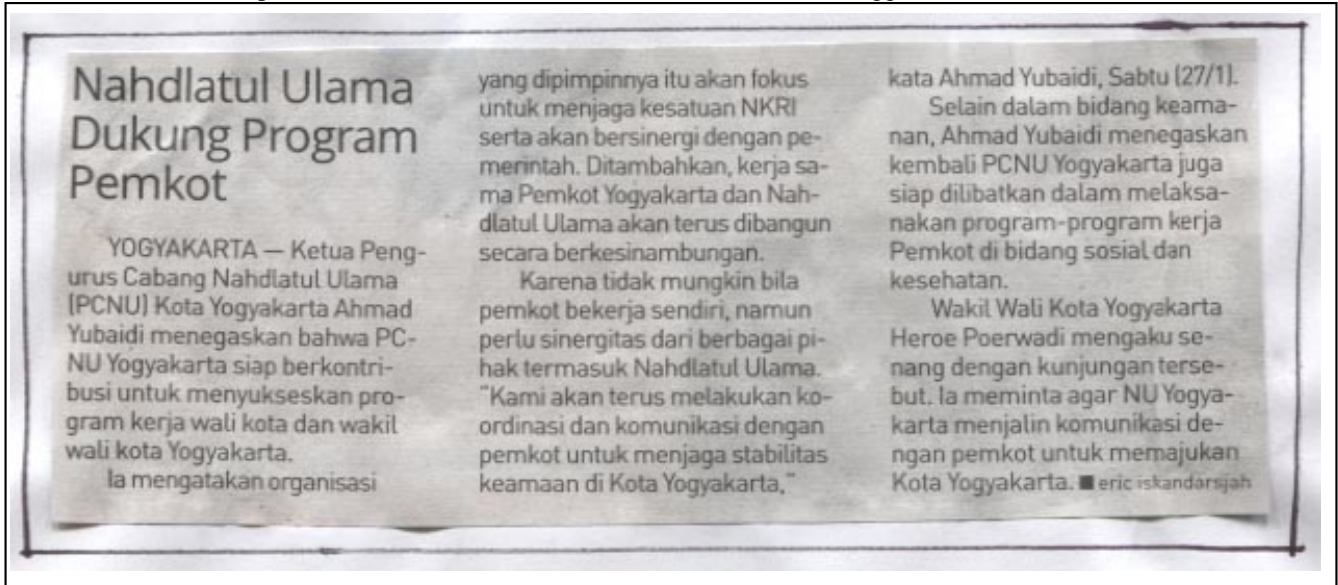 Nahdlatul Ulama
Dukung Program
Pemkot
YOGYAKARTA — Ketua Peng-
urus Cabang Nahdlatul Ulama
(PCNU) Kota Yogyakarta Ahmad
Yubaidi menegaskan bahwa PC-
NU Yogyakarta siap berkontri-
busi untuk menyukseskan pro-
gram kerja wali kota dan wakil
wali kota Yogyakarta.
Ia mengatakan organisasi
yang dipimpinnya itu akan fokus
untuk menjaga kesatuan NKRI
serta akan bersinergi dengan pe-
merintah. Ditambahkan, kerja sa-
ma Pemkot Yogyakarta dan Nah-
dlatul Ulama akan terus dibangun
secara berkesinambungan.
Karena tidak mungkin bila
pemkot bekerja sendiri, namun
perlu sinergitas dari berbagai pi-
hak termasuk Nahdlatul Ulama.
"Kami akan terus melakukan ko-
ordinasi dan komunikasi dengan
pemkot untuk menjaga stabilitas
keamaan di Kota Yogyakarta,"
kata Ahmad Yubaidi, Sabtu (27/1).
Selain dalam bidang keama-
nan, Ahmad Yubaidi menegaskan
kembali PCNU Yogyakarta juga
siap dilibatkan dalam melaksa-
nakan program-program kerja
Pemkot di bidang sosial dan
kesehatan.
Wakil Wali Kota Yogyakarta
Heroe Poerwadi mengaku se-
nang dengan kunjungan terse-
but. Ia meminta agar NU Yogya-
karta menjalin komunikasi de-
ngan pemkot untuk memajukan
Kota Yogyakarta. ■ eric iskandarsjah